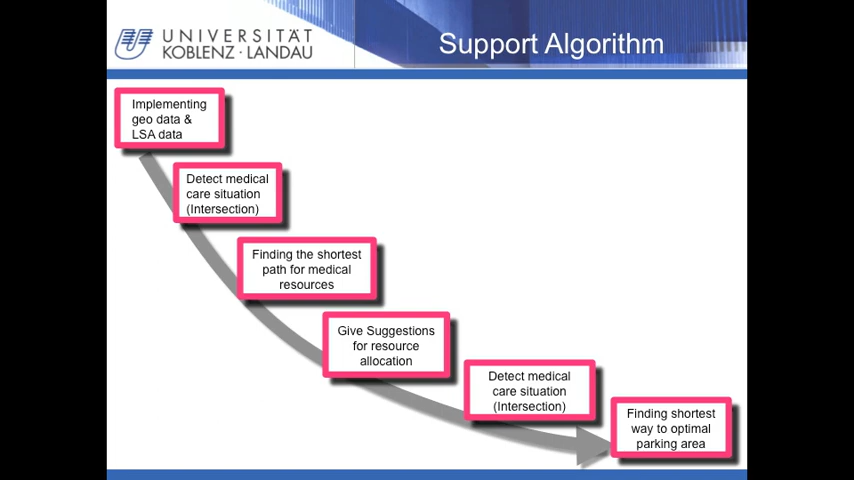 UNIVERSITÄT
KOBLENZ · LANDAU
Support Algorithm
Implementing
geo data &
LSA data
Detect medical
care situation
(Intersection)
Finding the shortest
path for medical
resources
Give Suggestions
for resource
allocation
Detect medical
care situation
(Intersection)
Finding shortest
way to optimal
parking area